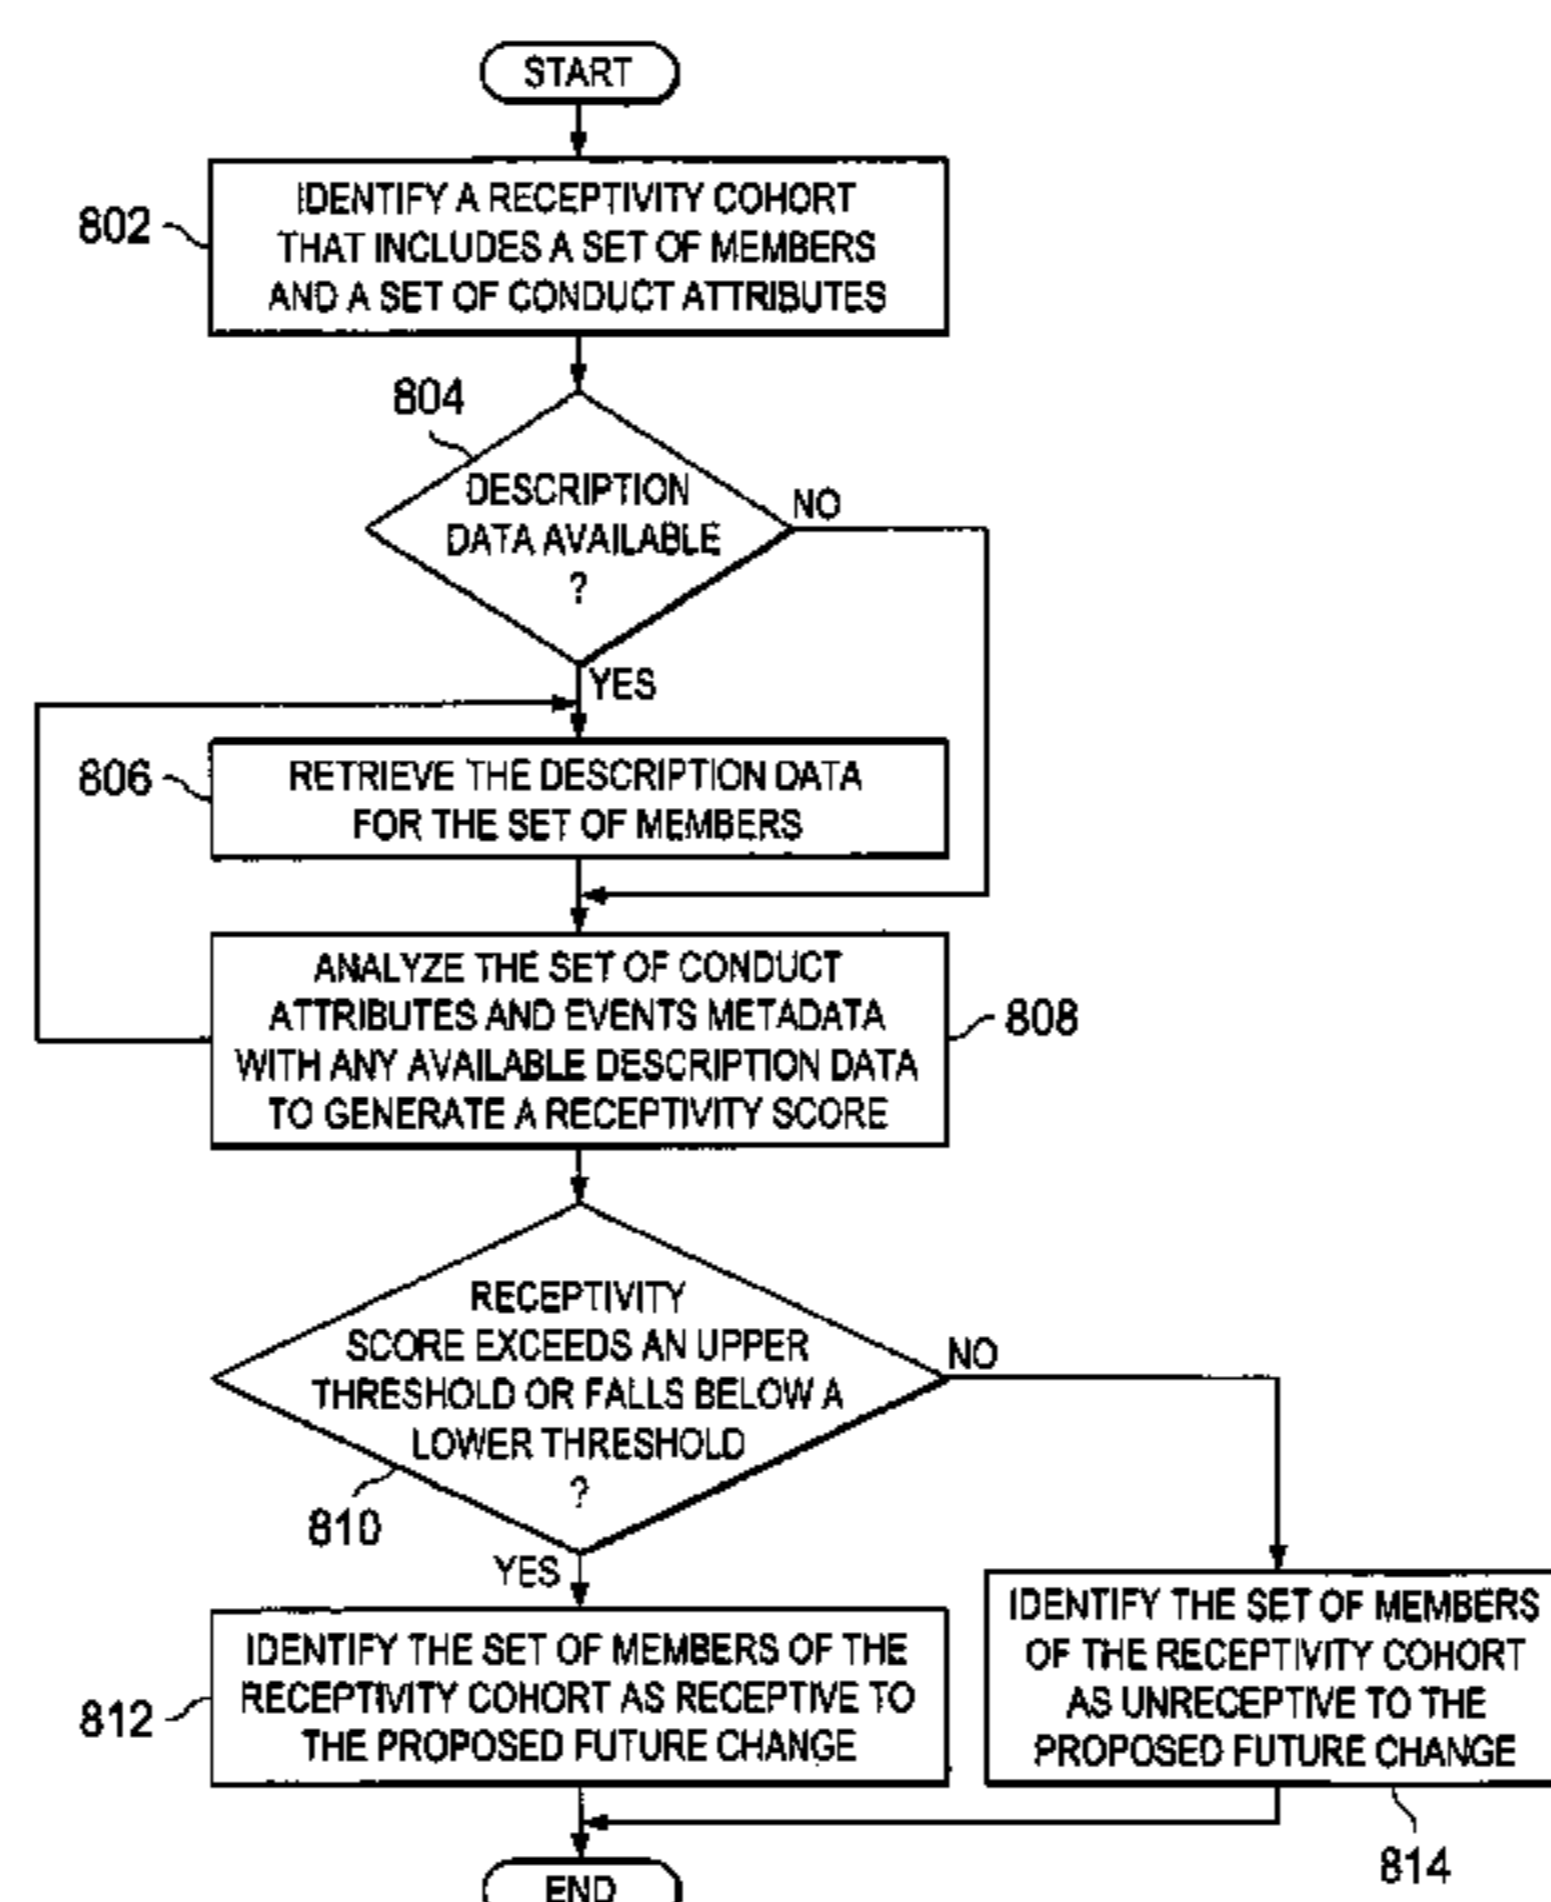 START
802
IDENTIFY A RECEPTIVITY COHORT
THAT INCLUDES A SET OF MEMBERS
AND A SET OF CONDUCT ATTRIBUTES
804
DESCRIPTION
DATA AVAILABLE
?
NO
YES
806
RETRIEVE THE DESCRIPTION DATA
FOR THE SET OF MEMBERS
ANALYZE THE SET OF CONDUCT
ATTRIBUTES AND EVENTS METADATA
WITH ANY AVAILABLE DESCRIPTION DATA
TO GENERATE A RECEPTIVITY SCORE
808
RECEPTIVITY
SCORE EXCEEDS AN UPPER
THRESHOLD OR FALLS BELOW A
LOWER THRESHOLD
?
NO
810
YES
812
IDENTIFY THE SET OF MEMBERS OF THE
RECEPTIVITY COHORT AS RECEPTIVE TO
THE PROPOSED FUTURE CHANGE
IDENTIFY THE SET OF MEMBERS
OF THE RECEPTIVITY COHORT
AS UNRECEPTIVE TO THE
PROPOSED FUTURE CHANGE
814
END